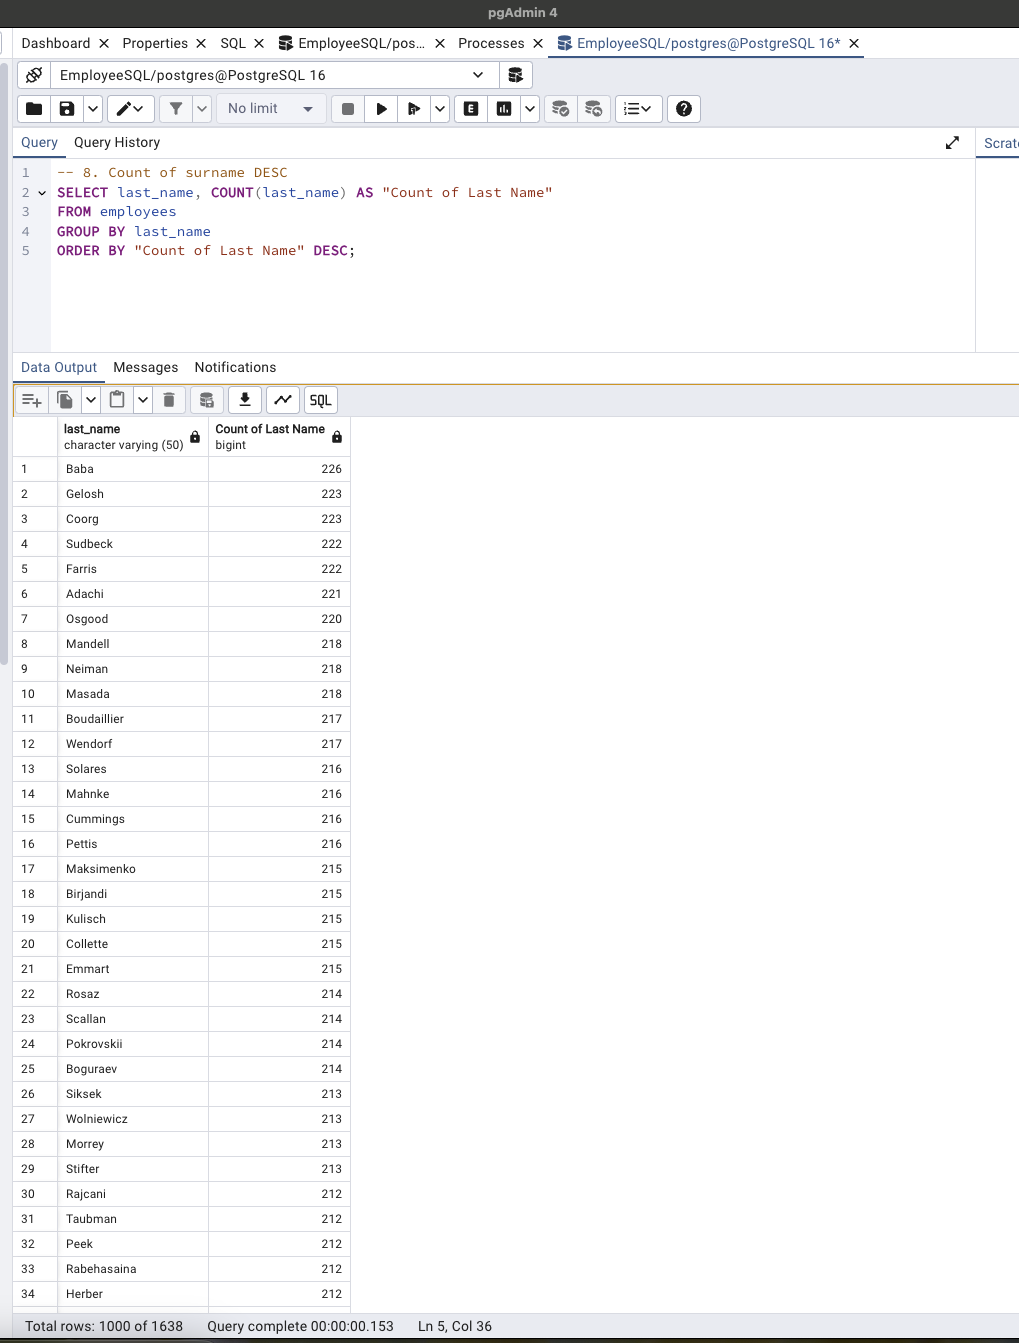 pgAdmin 4
Dashboard Properties SQL EmployeeSQL/pos... Processes EmployeeSQL/postgres@PostgreSQL 16*
EmployeeSQL/postgres@PostgreSQL 16
No limit E
Query Query History Scrat
1 -- 8. Count of surname DESC
2 SELECT last_name, COUNT(last_name) AS "Count of Last Name"
3 FROM employees
4 GROUP BY last_name
5 ORDER BY "Count of Last Name" DESC;
Data Output Messages Notifications
SQL
last_name Count of Last Name
character varying (50) bigint
1 Baba 226
2 Gelosh 223
3 Coorg 223
4 Sudbeck 222
5 Farris 222
6 Adachi 221
7 Osgood 220
8 Mandell 218
9 Neiman 218
10 Masada 218
11 Boudaillier 217
12 Wendorf 217
13 Solares 216
14 Mahnke 216
15 Cummings 216
16 Pettis 216
17 Maksimenko 215
18 Birjandi 215
19 Kulisch 215
20 Collette 215
21 Emmart 215
22 Rosaz 214
23 Scallan 214
24 Pokrovskii 214
25 Boguraev 214
26 Siksek 213
27 Wolniewicz 213
28 Morrey 213
29 Stifter 213
30 Rajcani 212
31 Taubman 212
32 Peek 212
33 Rabehasaina 212
34 Herber 212
Total rows: 1000 of 1638 Query complete 00:00:00.153 Ln 5, Col 36